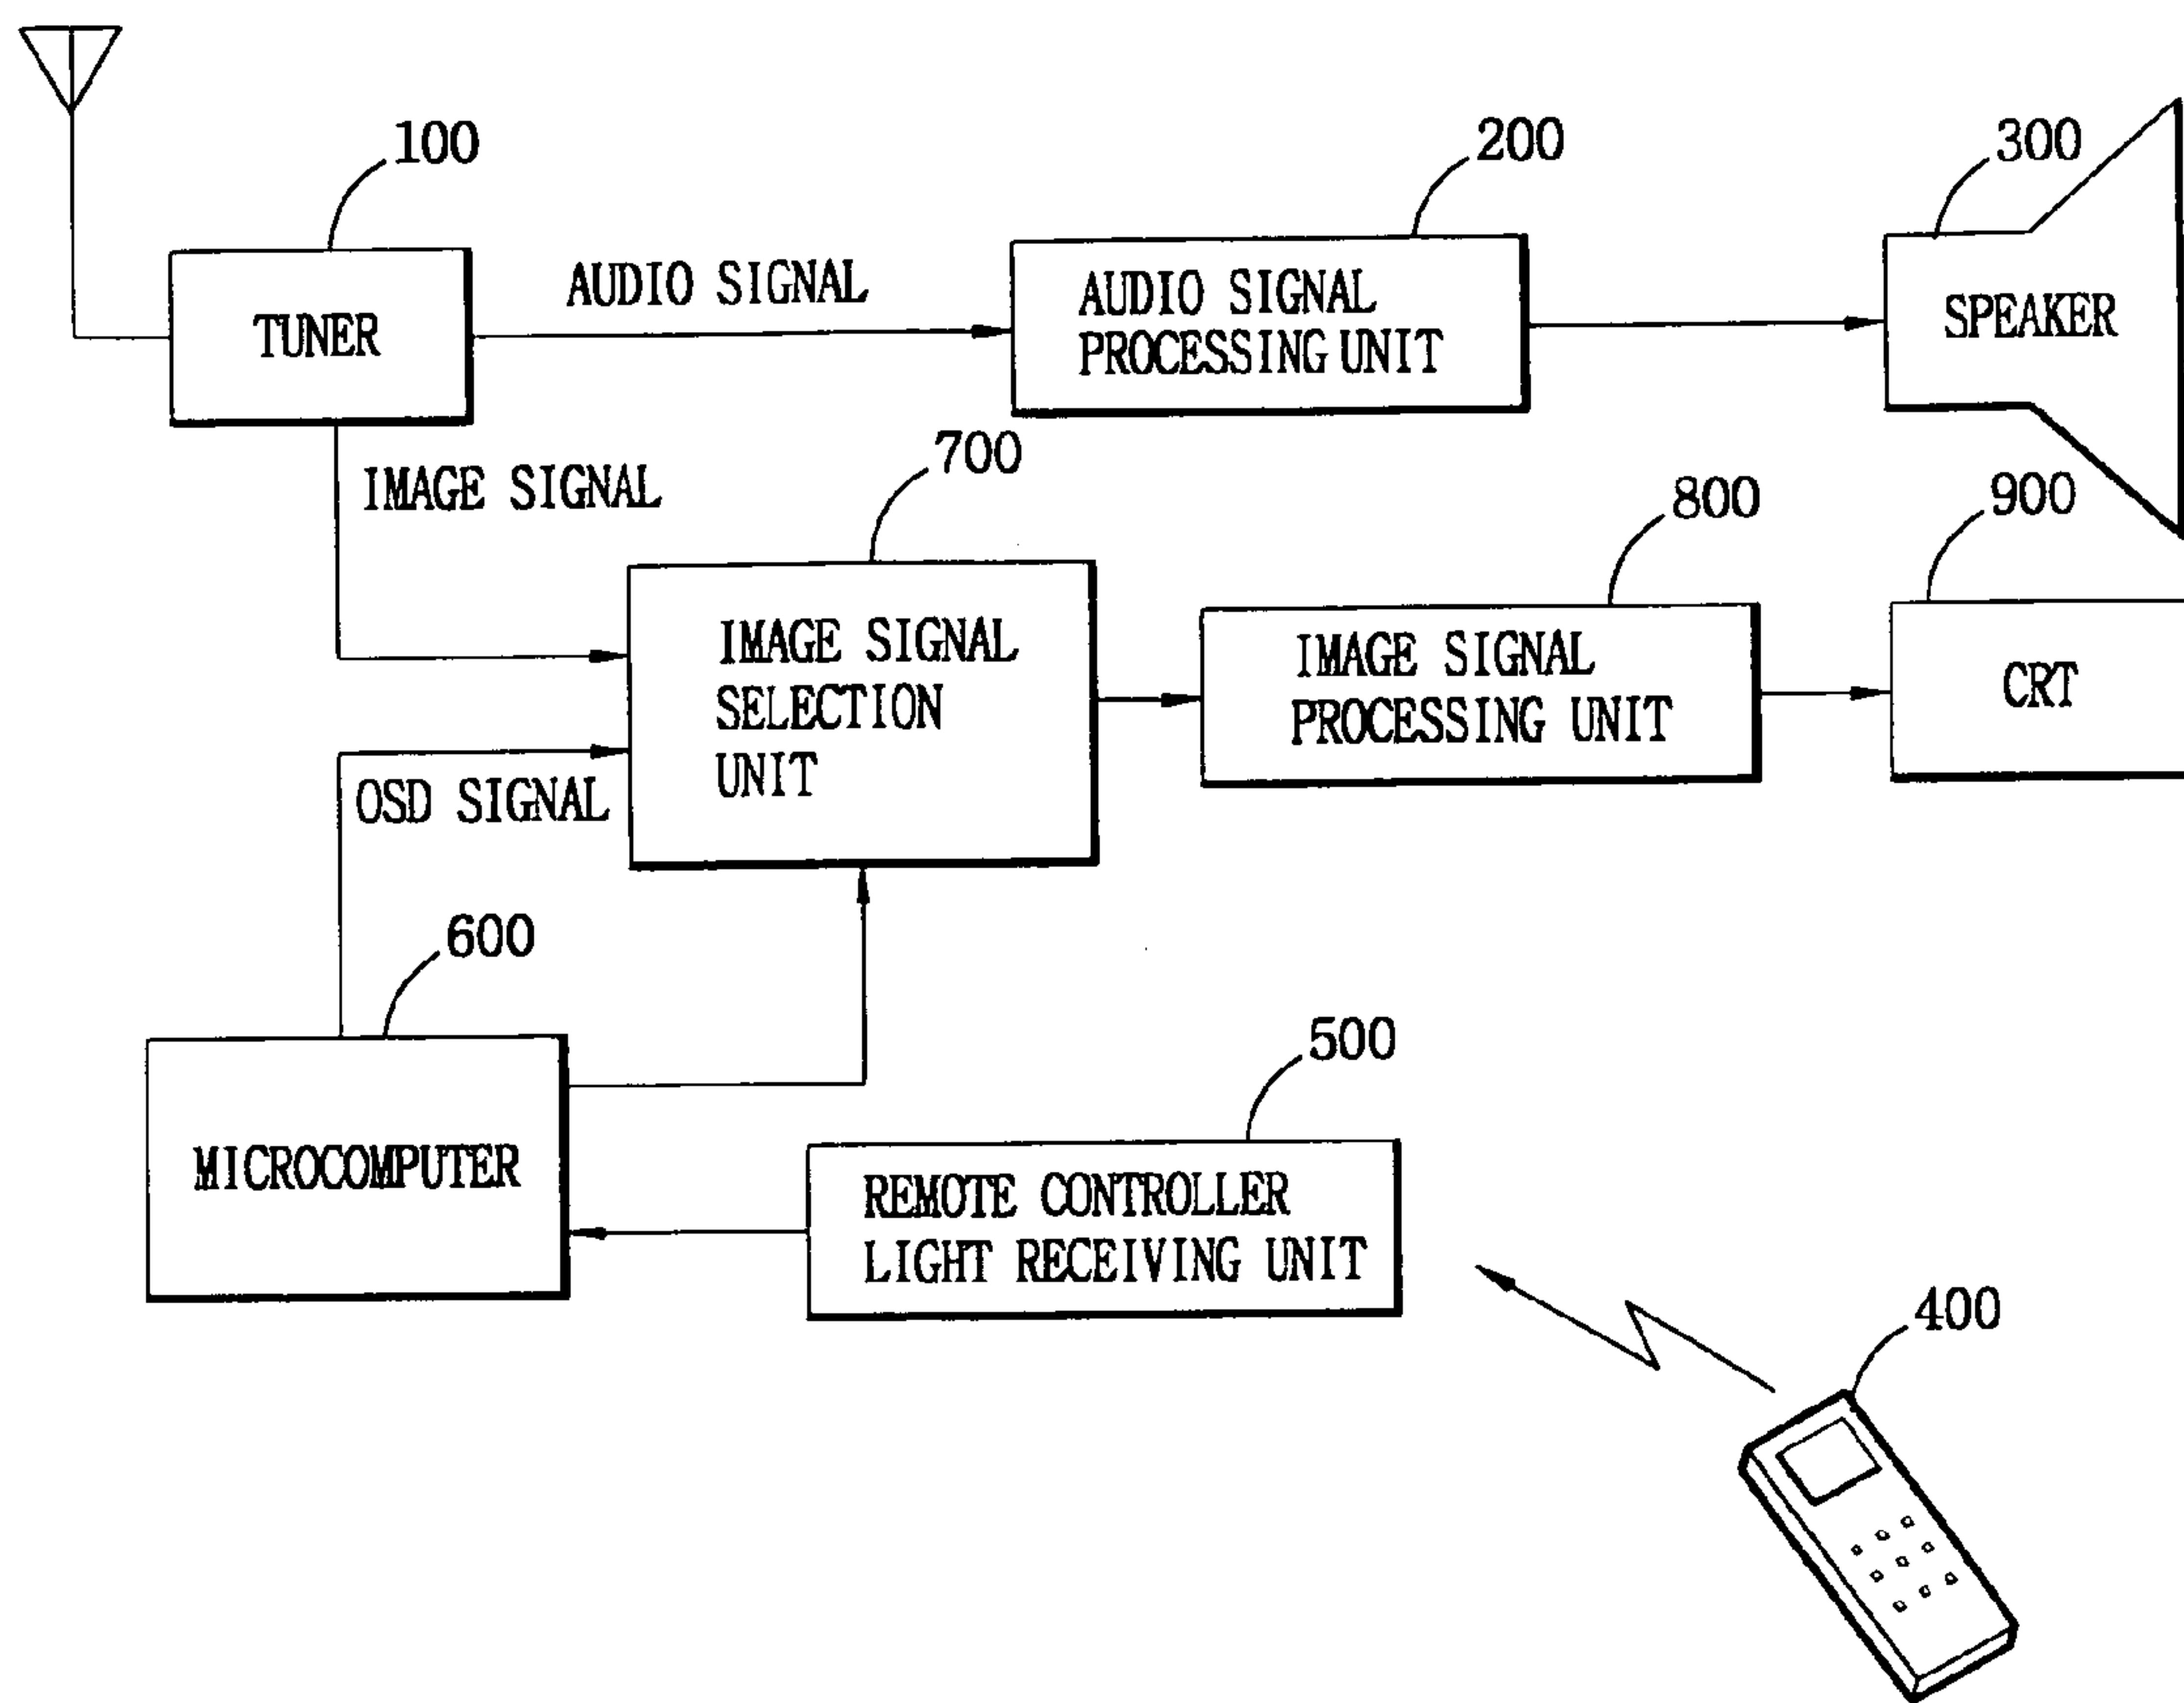 100
200
300
TUNER
AUDIO SIGNAL
AUDIO SIGNAL
PROCESSING UNIT
SPEAKER
IMAGE SIGNAL
700
800
900
IMAGE SIGNAL
SELECTION
UNIT
IMAGE SIGNAL
PROCESSING UNIT
CRT
OSD SIGNAL
600
500
MICROCOMPUTER
REMOTE CONTROLLER
LIGHT RECEIVING UNIT
400